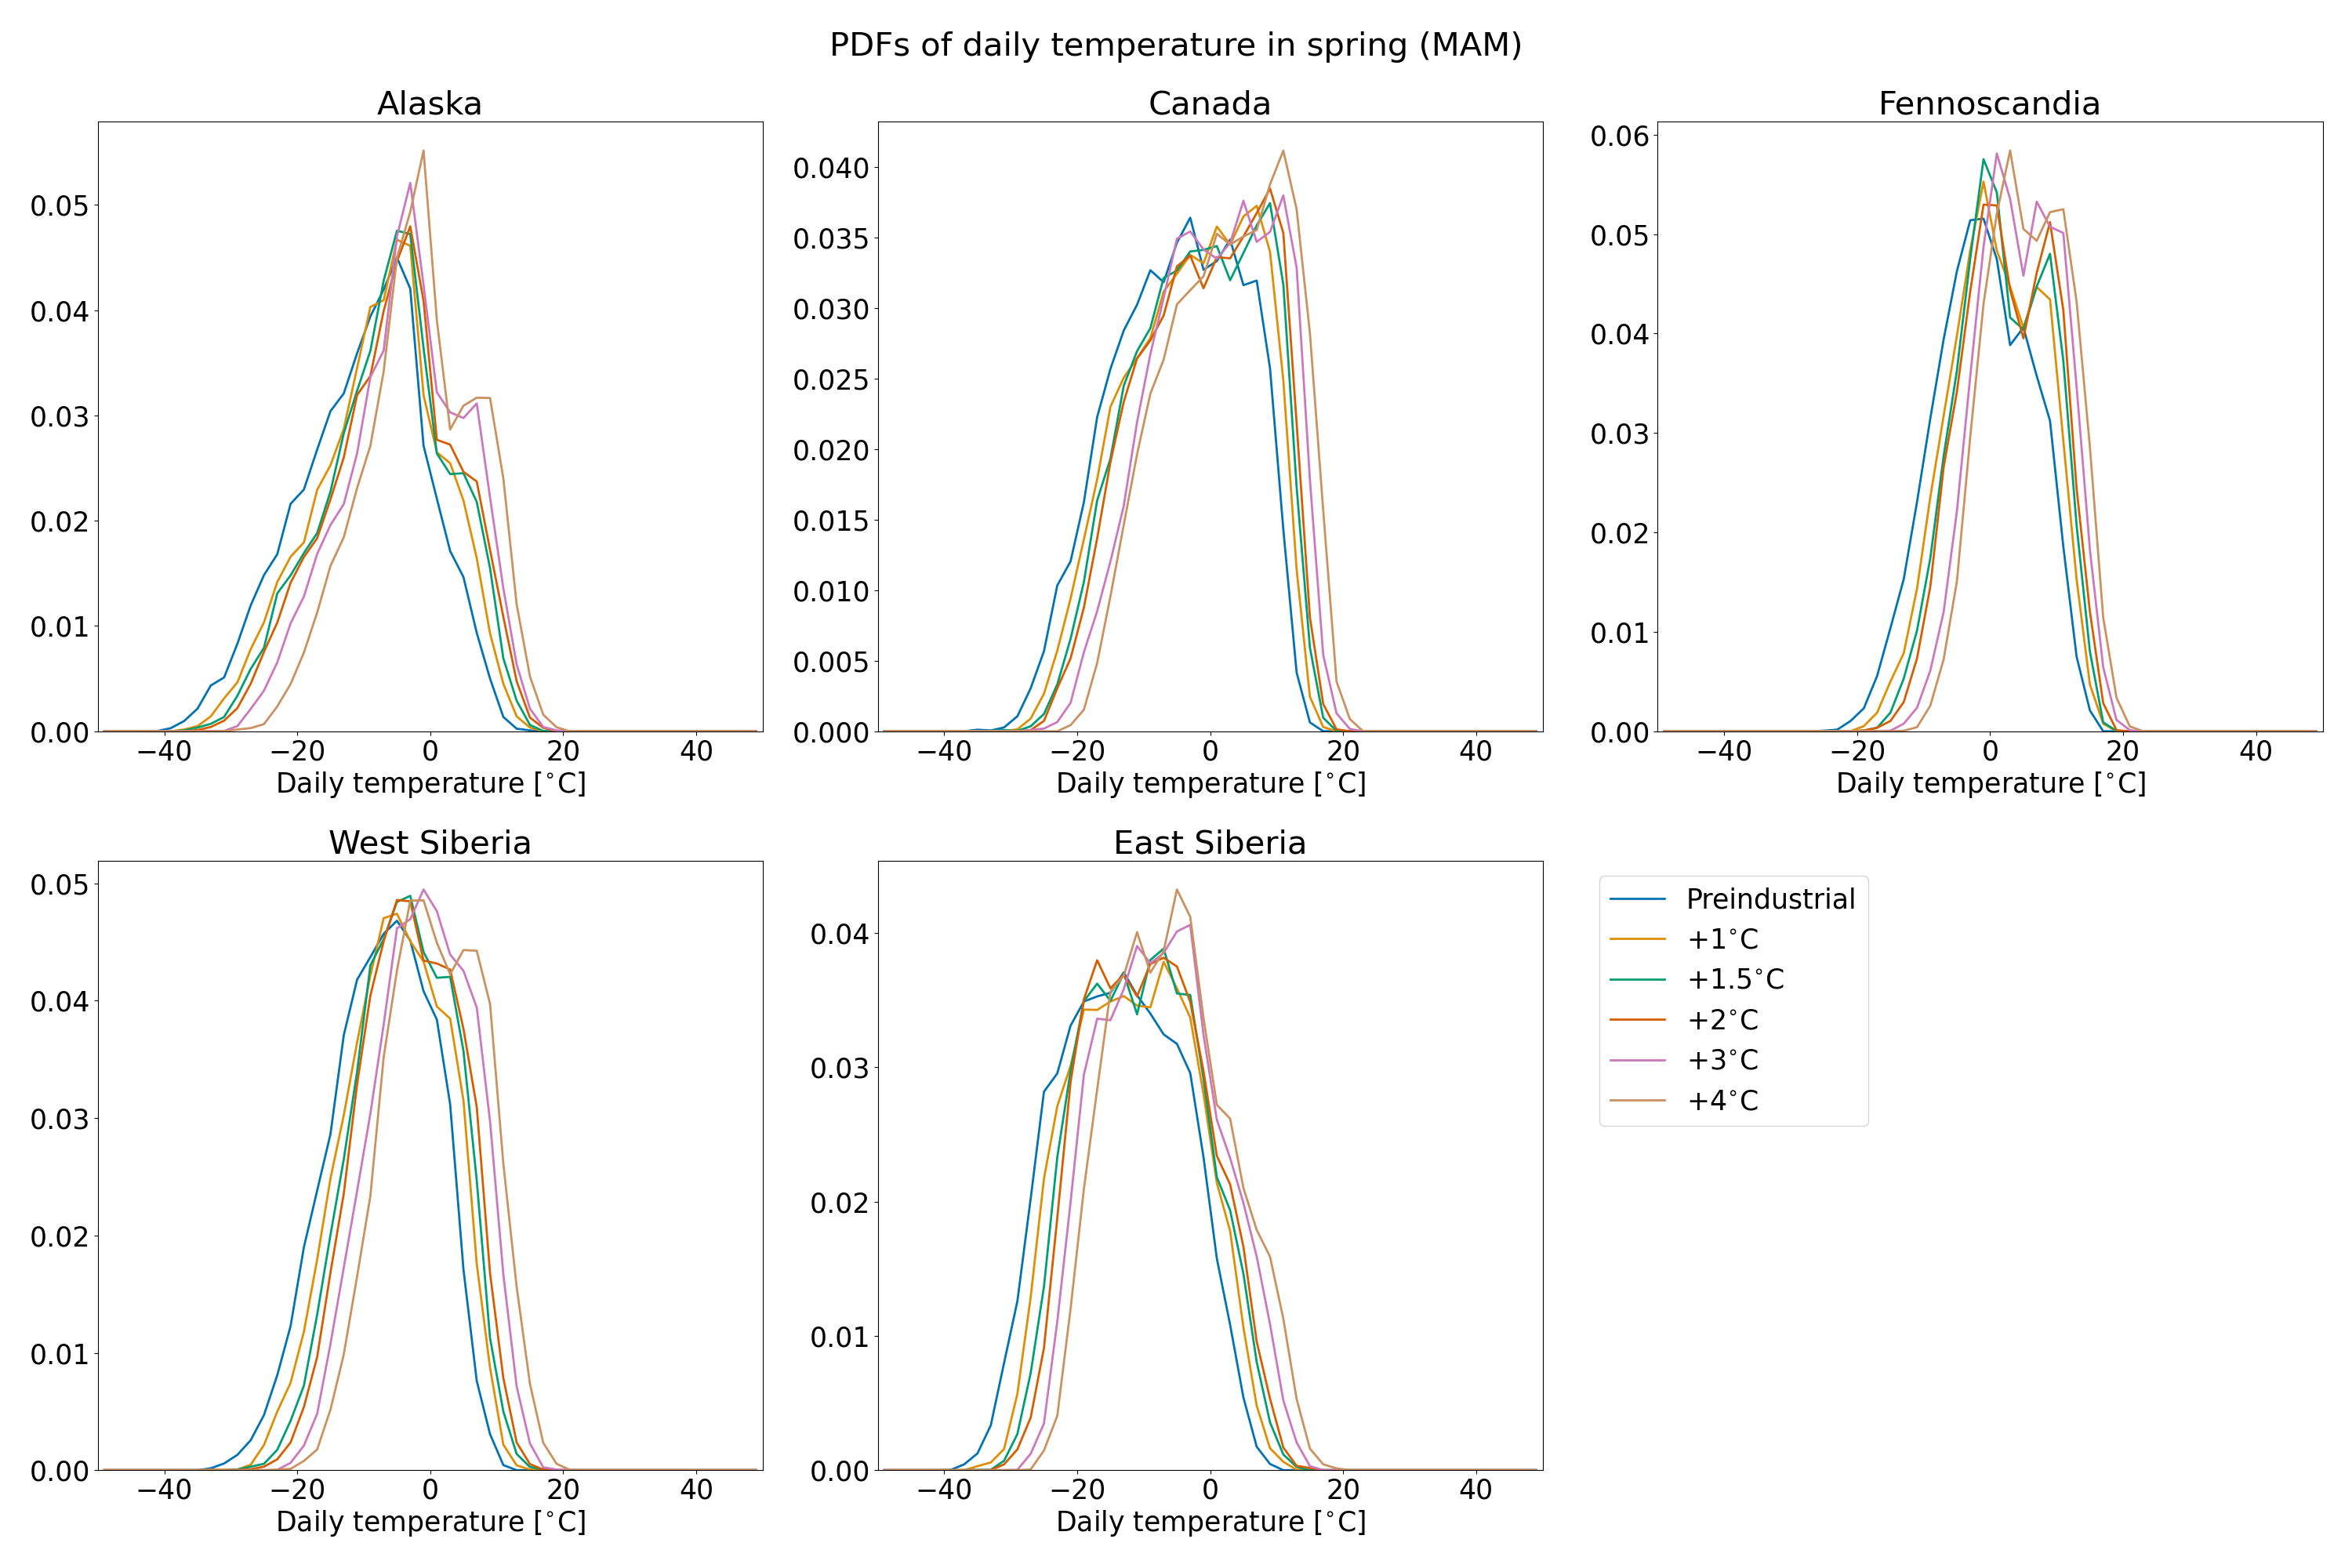 PDFs of daily temperature in spring (MAM)
Alaska
0.05
0.04
0.03
0.02
0.01
0.00
−40 −20 0 20 40
Daily temperature [°C]
Canada
0.040
0.035
0.030
0.025
0.020
0.015
0.010
0.005
0.000
−40 −20 0 20 40
Daily temperature [°C]
Fennoscandia
0.06
0.05
0.04
0.03
0.02
0.01
0.00
−40 −20 0 20 40
Daily temperature [°C]
West Siberia
0.05
0.04
0.03
0.02
0.01
0.00
−40 −20 0 20 40
Daily temperature [°C]
East Siberia
0.04
0.03
0.02
0.01
0.00
−40 −20 0 20 40
Daily temperature [°C]
Preindustrial
+1°C
+1.5°C
+2°C
+3°C
+4°C